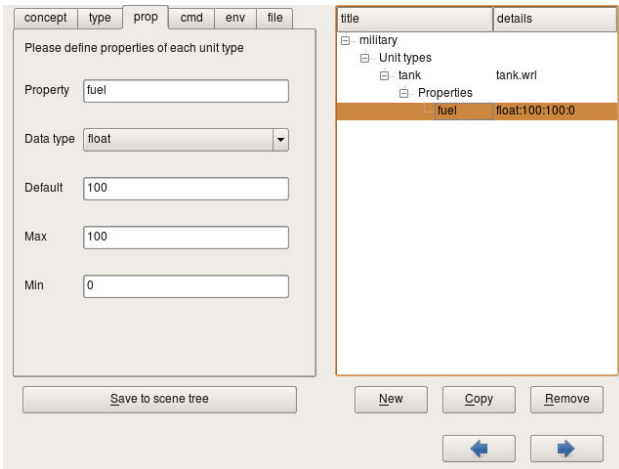 concept type prop cmd env file
Please define properties of each unit type
Property fuel
Data type float
Default 100
Max 100
Min 0
Save to scene tree
title details
military
Unit types
tank tank.wrl
Properties
fuel float:100:100:0
New Copy Remove